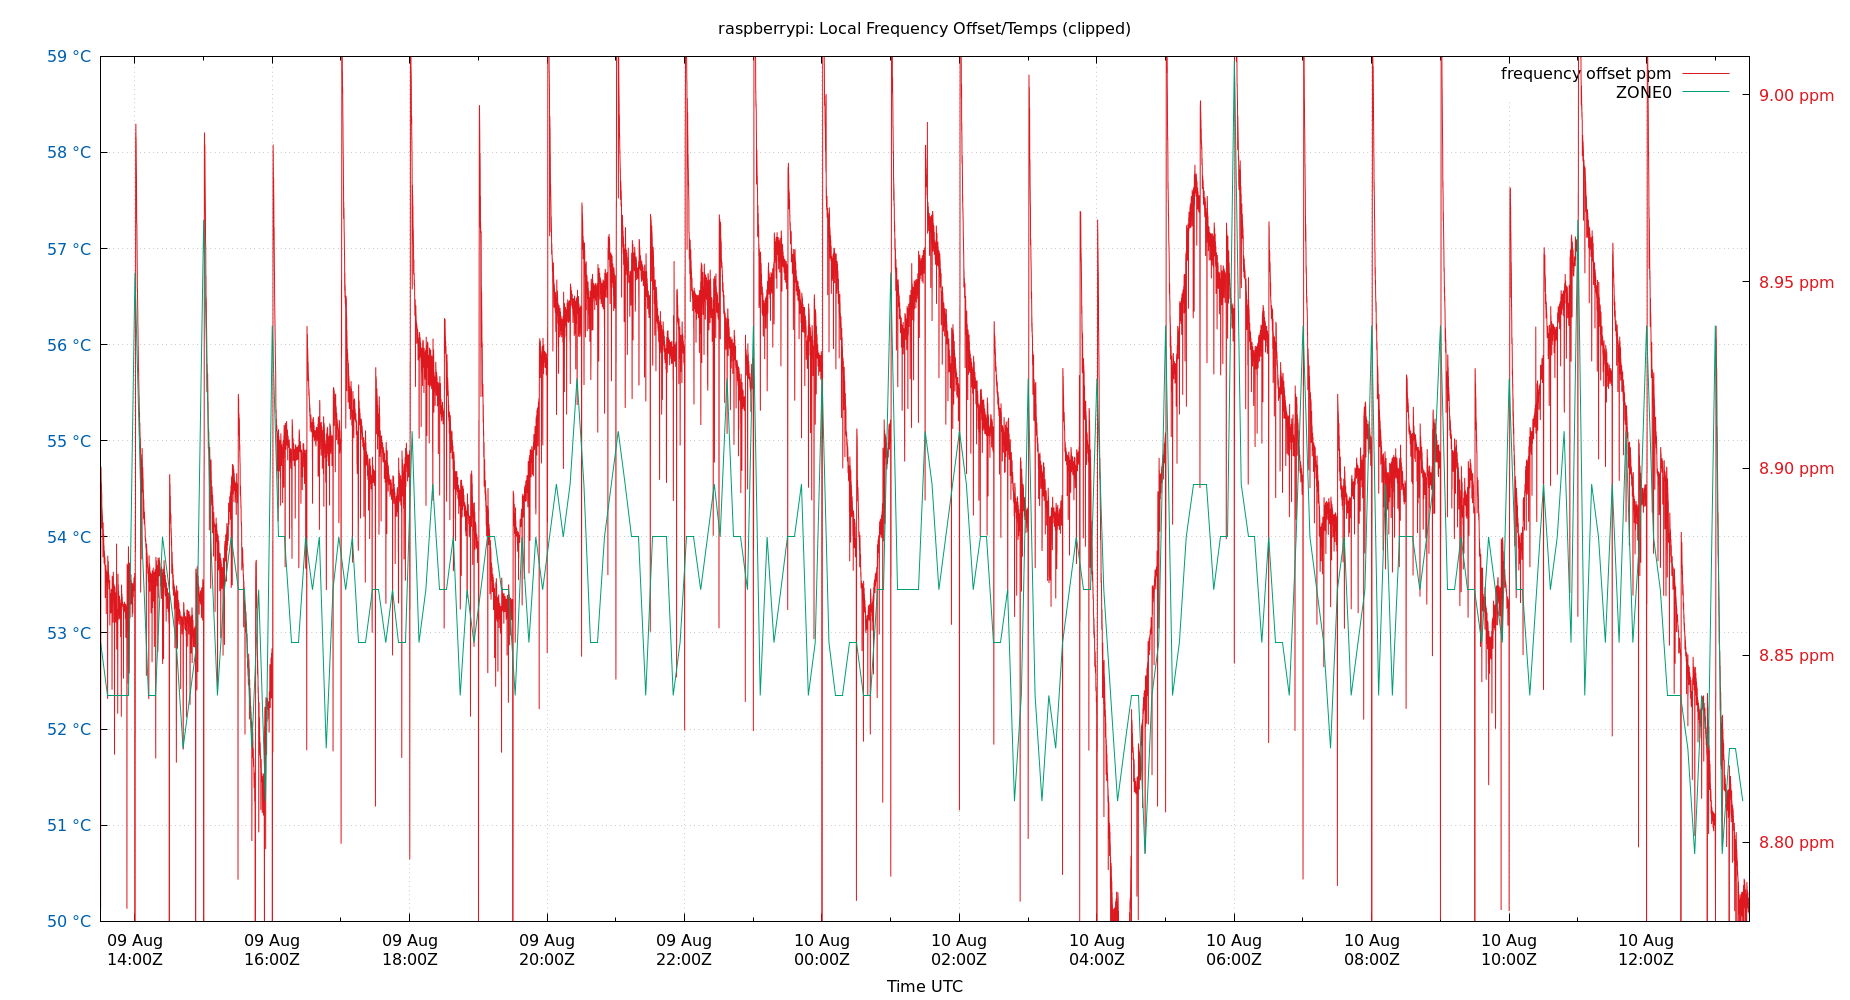 raspberrypi: Local Frequency Offset/Temps (clipped)
59 °C
58 °C
57 °C
56 °C
55 °C
54 °C
53 °C
52 °C
51 °C
50 °C
frequency offset ppm
ZONE0
9.00 ppm
8.95 ppm
8.90 ppm
8.85 ppm
8.80 ppm
09 Aug
14:00Z
09 Aug
16:00Z
09 Aug
18:00Z
09 Aug
20:00Z
09 Aug
22:00Z
10 Aug
00:00Z
10 Aug
02:00Z
10 Aug
04:00Z
10 Aug
06:00Z
10 Aug
08:00Z
10 Aug
10:00Z
10 Aug
12:00Z
Time UTC